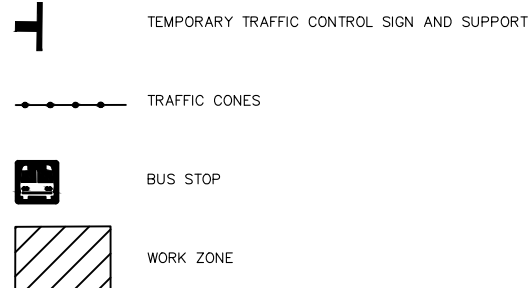 TEMPORARY TRAFFIC CONTROL SIGN AND SUPPORT
TRAFFIC CONES
BUS STOP
WORK ZONE